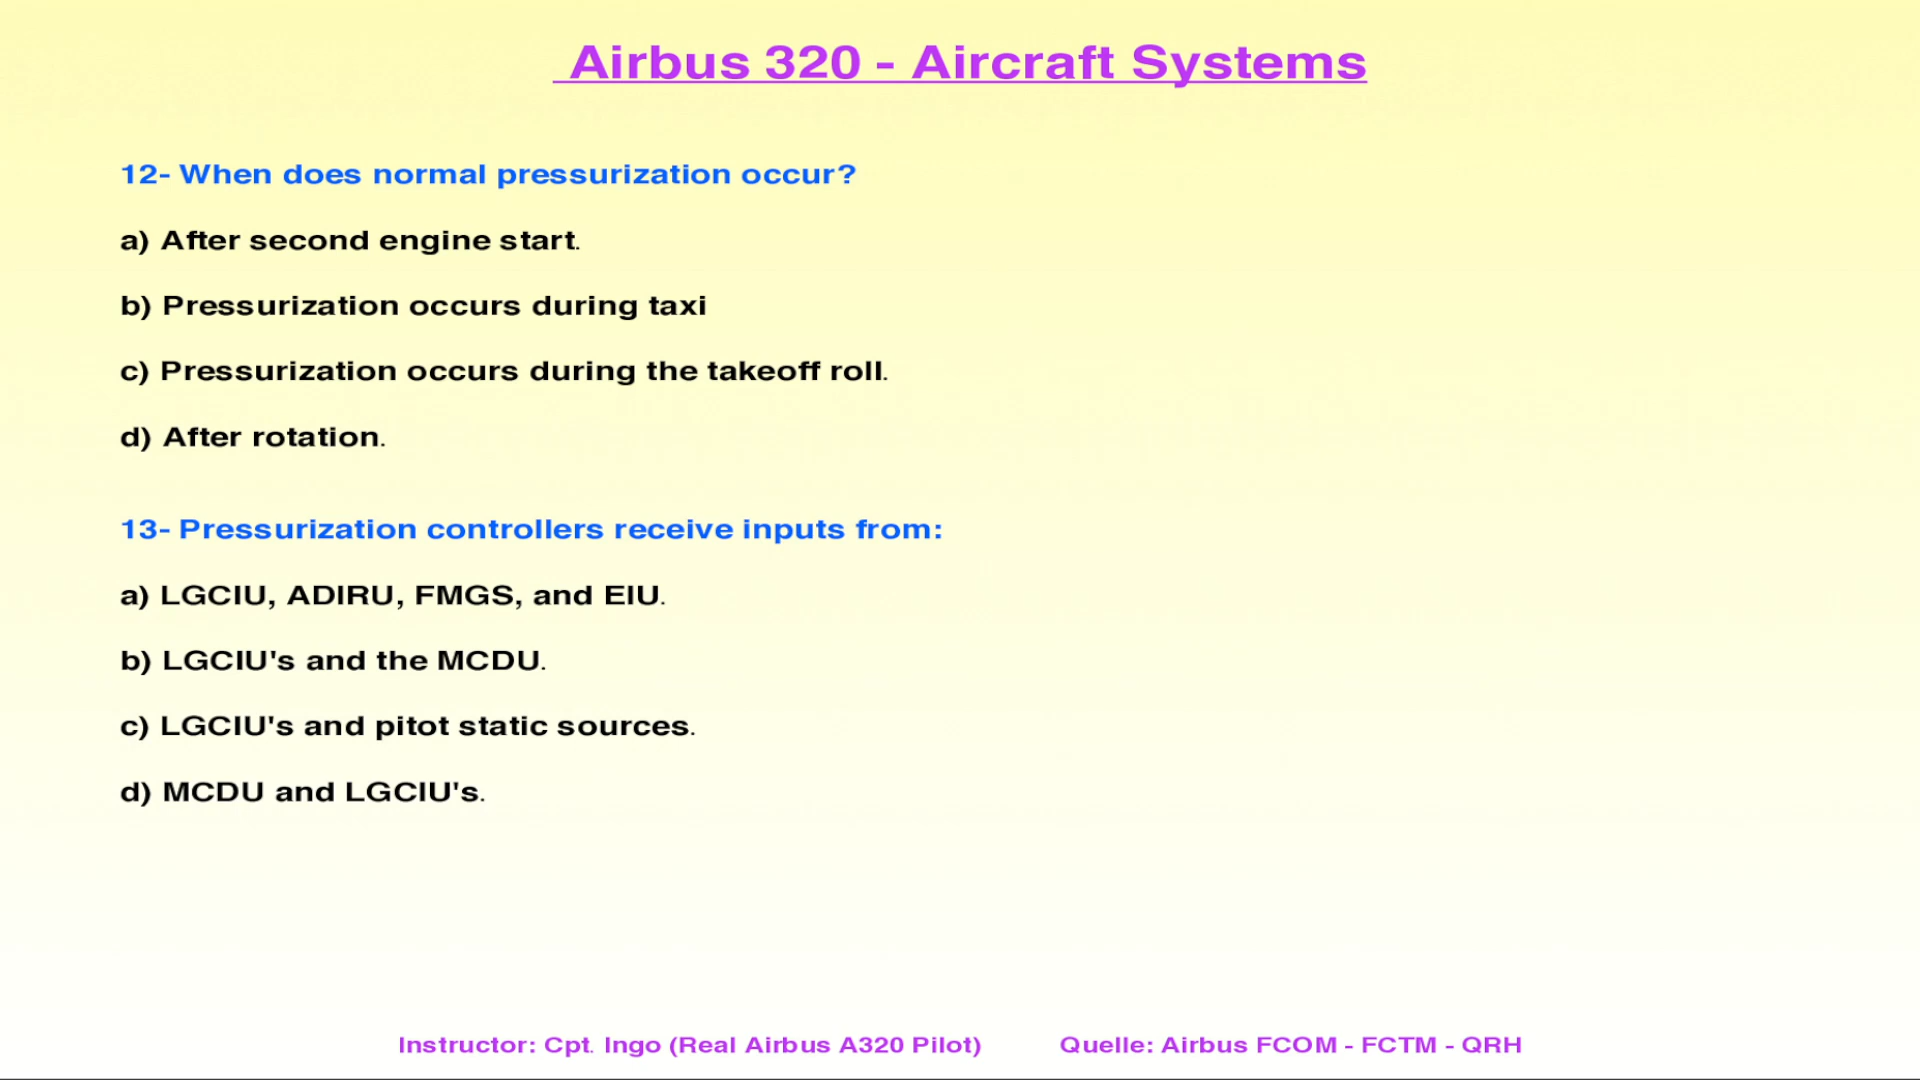 Airbus 320 - Aircraft Systems
12- When does normal pressurization occur?
a) After second engine start.
b) Pressurization occurs during taxi
c) Pressurization occurs during the takeoff roll.
d) After rotation.
13- Pressurization controllers receive inputs from:
a) LGCIU, ADIRU, FMGS, and EIU.
b) LGCIU's and the MCDU.
c) LGCIU's and pitot static sources.
d) MCDU and LGCIU's.
Instructor: Cpt. Ingo (Real Airbus A320 Pilot) Quelle: Airbus FCOM - FCTM - QRH